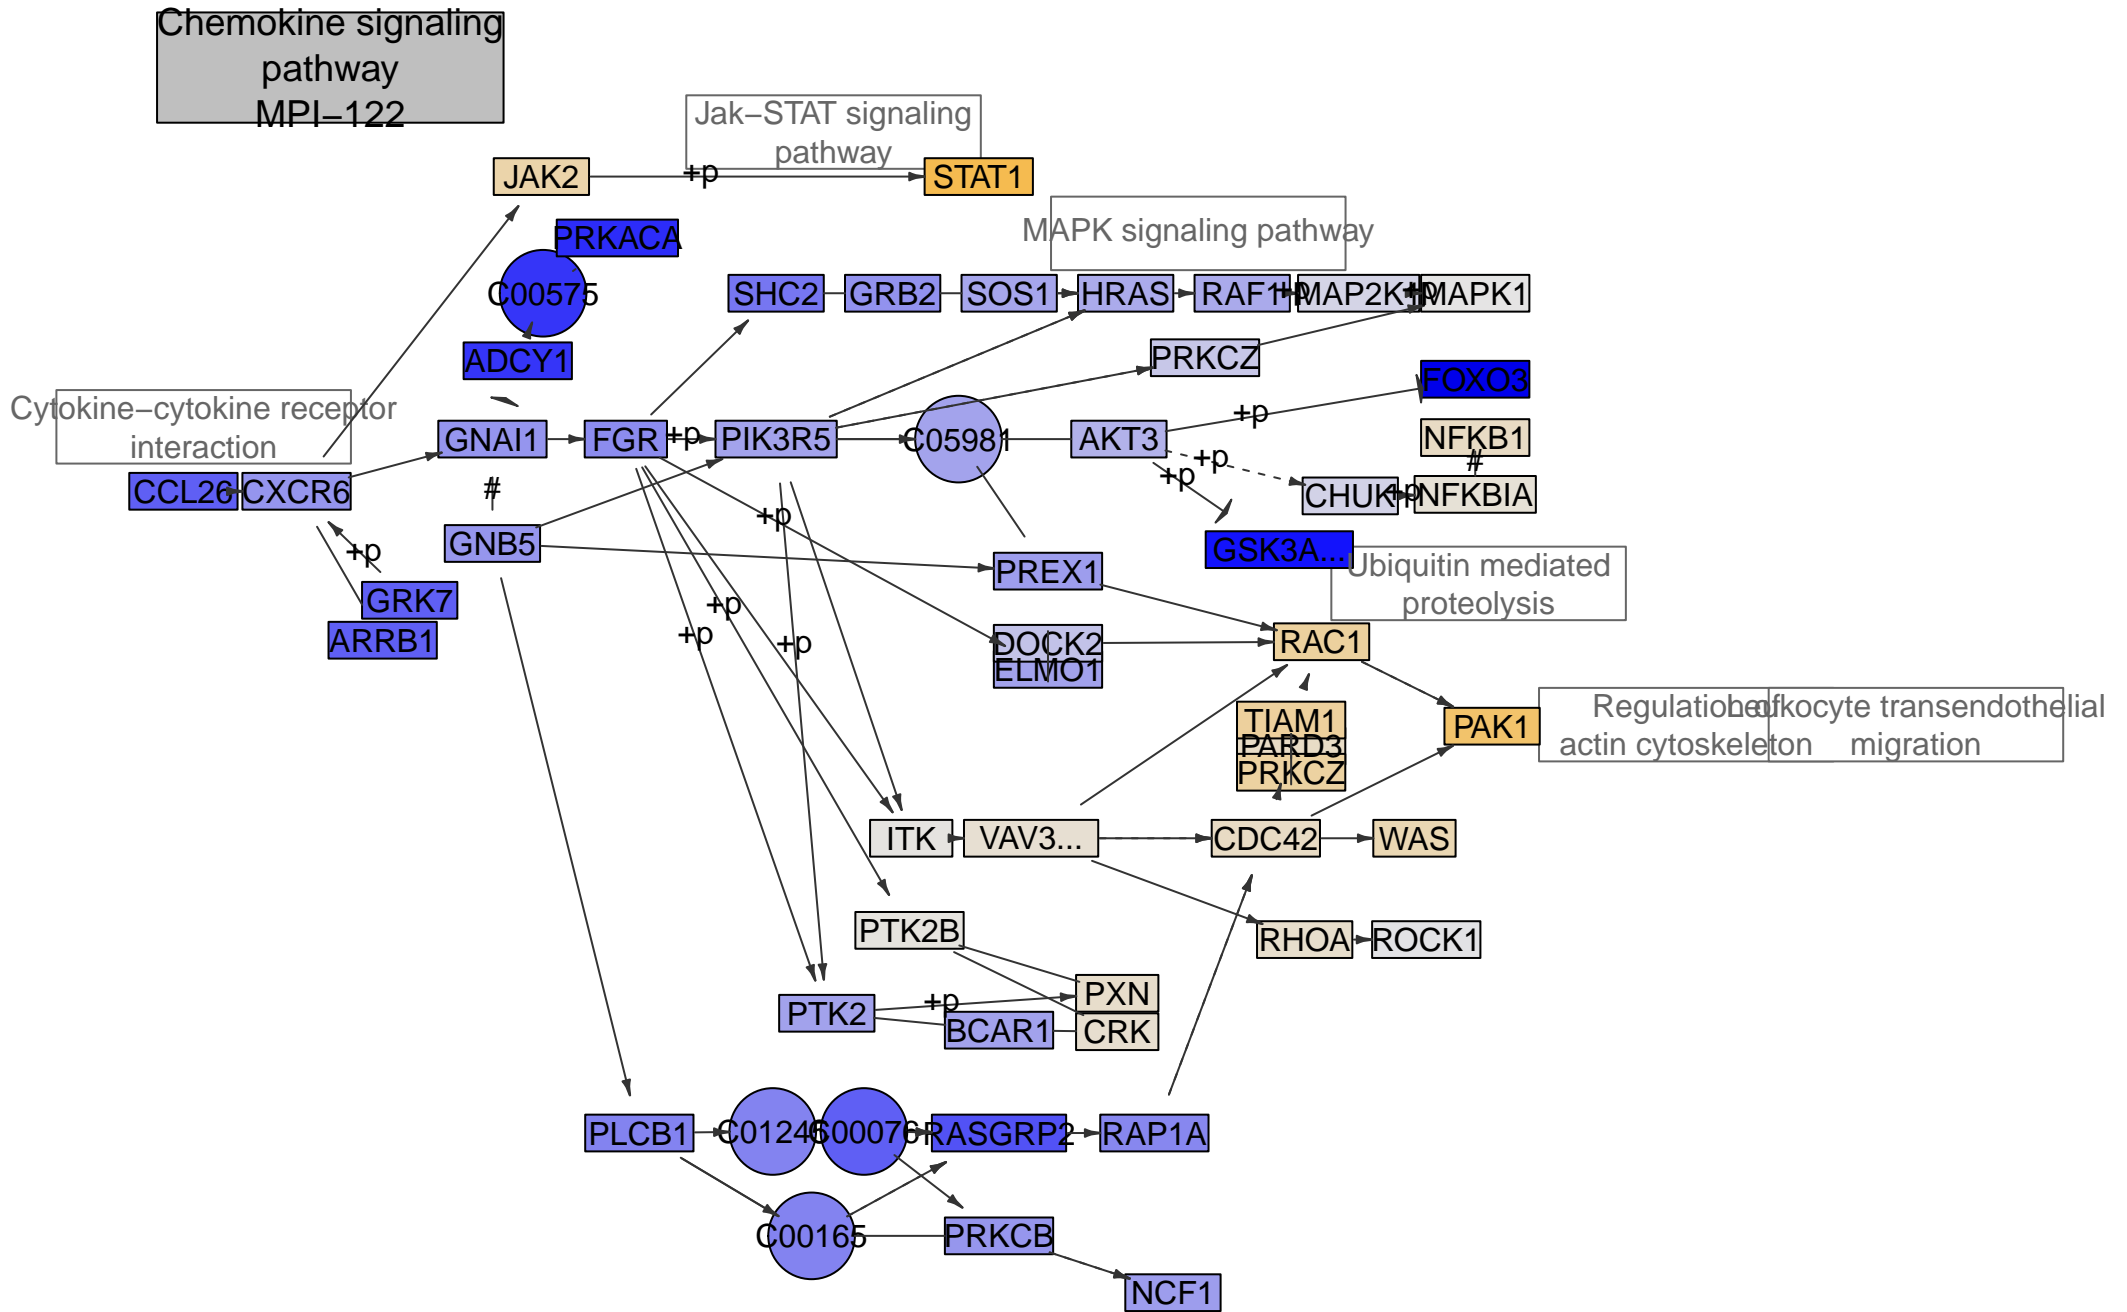 Chemokine signaling
pathway
MPI−122
Jak−STAT signaling
pathway
JAK2
+p
STAT1
PRKACA
MAPK signaling pathway
C00575
SHC2
GRB2
SOS1
HRAS
RAF1
+p
MAP2K1
+p
MAPK1
ADCY1
PRKCZ
FOXO3
Cytokine−cytokine receptor
interaction
+p
GNAI1
FGR
+p
PIK3R5
C05981
AKT3
NFKB1
+p
#
CCL26
CXCR6
#
+p
CHUK
+p
NFKBIA
+p
GNB5
+p
GSK3A...
Ubiquitin mediated
proteolysis
PREX1
GRK7
+p
+p
ARRB1
+p
DOCK2
ELMO1
RAC1
TIAM1
PARD3
PRKCZ
PAK1
Regulation of
actin cytoskeleton
Leukocyte transendothelial
migration
ITK
VAV3...
CDC42
WAS
PTK2B
RHOA
ROCK1
PXN
PTK2
+p
BCAR1
CRK
PLCB1
C01245
C00076
RASGRP2
RAP1A
C00165
PRKCB
NCF1